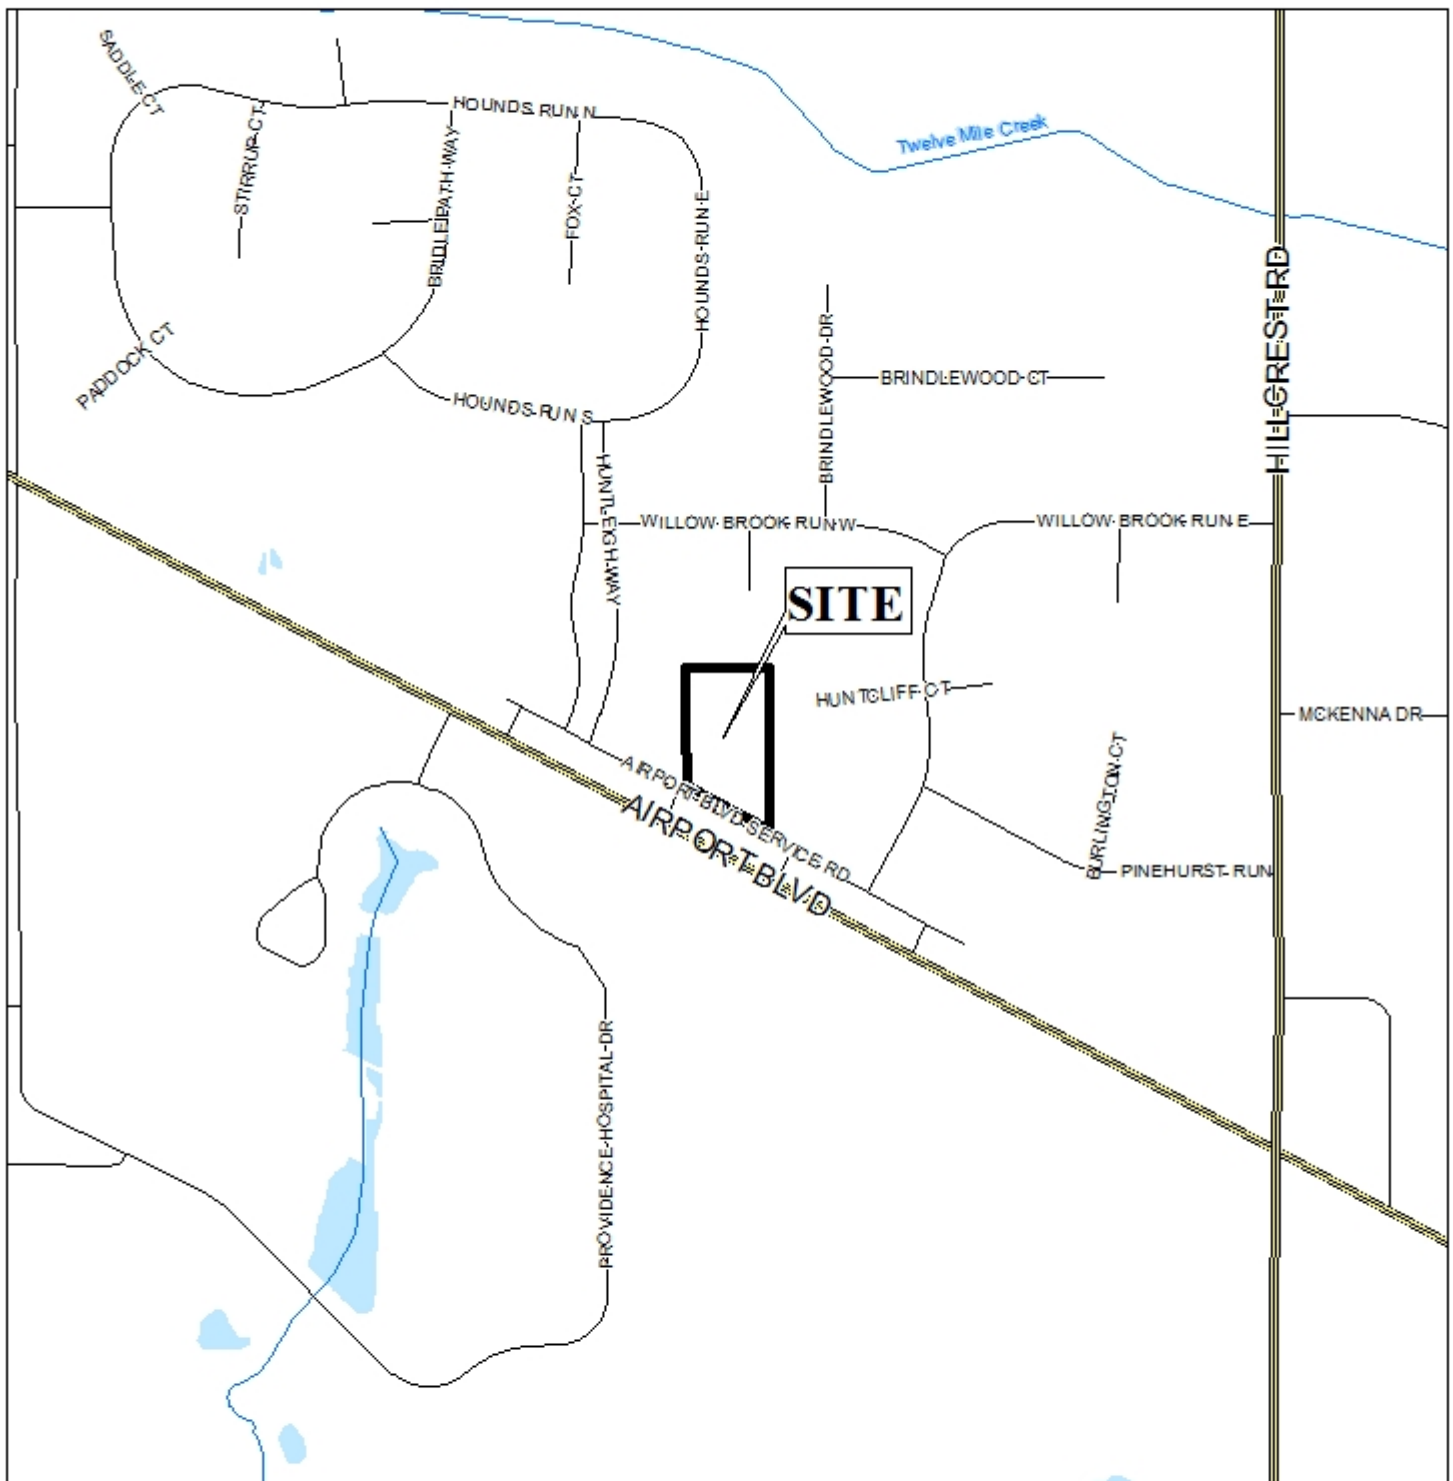 SADDLE CT
HOUNDS RUN N
STIRRUP CT
BRIDLEPATH WAY
FOX CT
HOUNDS RUN E
Twelve Mile Creek
HILLCREST RD
PADDOCK CT
HOUNDS RUN S
BRINDLEWOOD DR
BRINDLEWOOD CT
HUNTLEIGH WAY
WILLOW BROOK RUN W
WILLOW BROOK RUN E
SITE
HUNTCLIFF CT
MCKENNA DR
AIRPORT BLVD SERVICE RD
AIRPORT BLVD
BURLINGTON CT
PINEHURST RUN
PROVIDENCE HOSPITAL DR